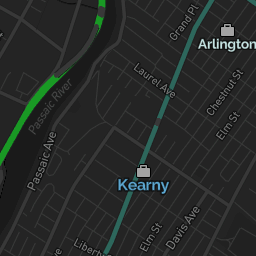 Grand Pl
Arlington
Laurel Ave
Chestnut St
Passaic River
Elm St
Passaic Ave
Kearny
Davis Ave
Elm St